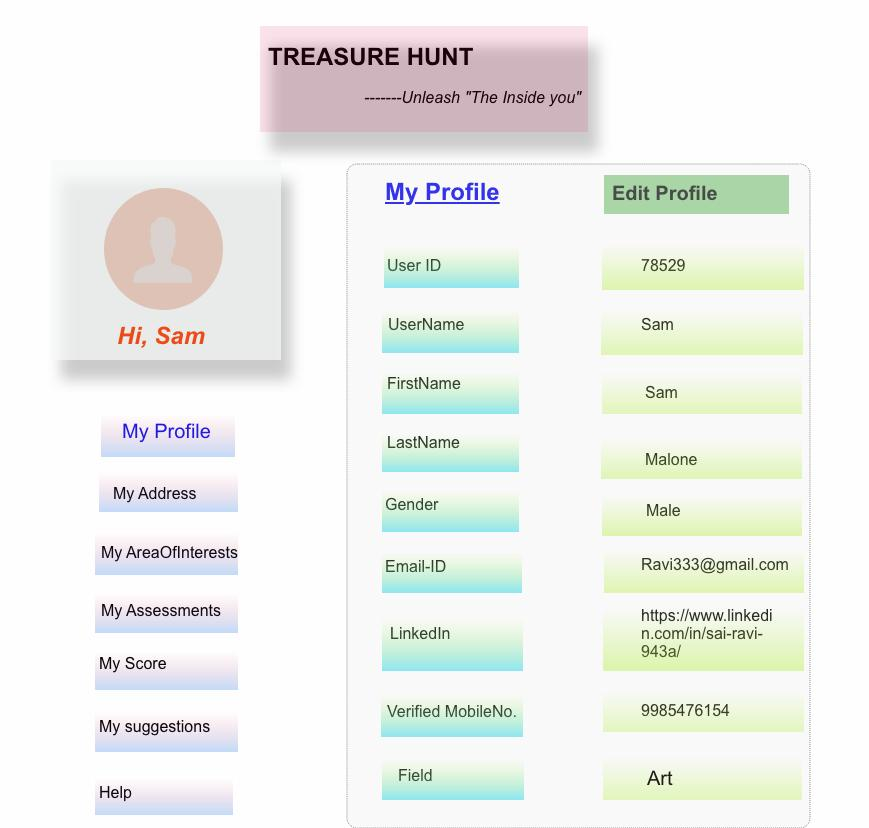 TREASURE HUNT
-------Unleash "The Inside you"
Hi, Sam
My Profile
My Address
My AreaOfInterests
My Assessments
My Score
My suggestions
Help
My Profile Edit Profile
User ID 78529
UserName Sam
FirstName Sam
LastName Malone
Gender Male
Email-ID Ravi333@gmail.com
LinkedIn https://www.linkedi
n.com/in/sai-ravi-
943a/
Verified MobileNo. 9985476154
Field Art